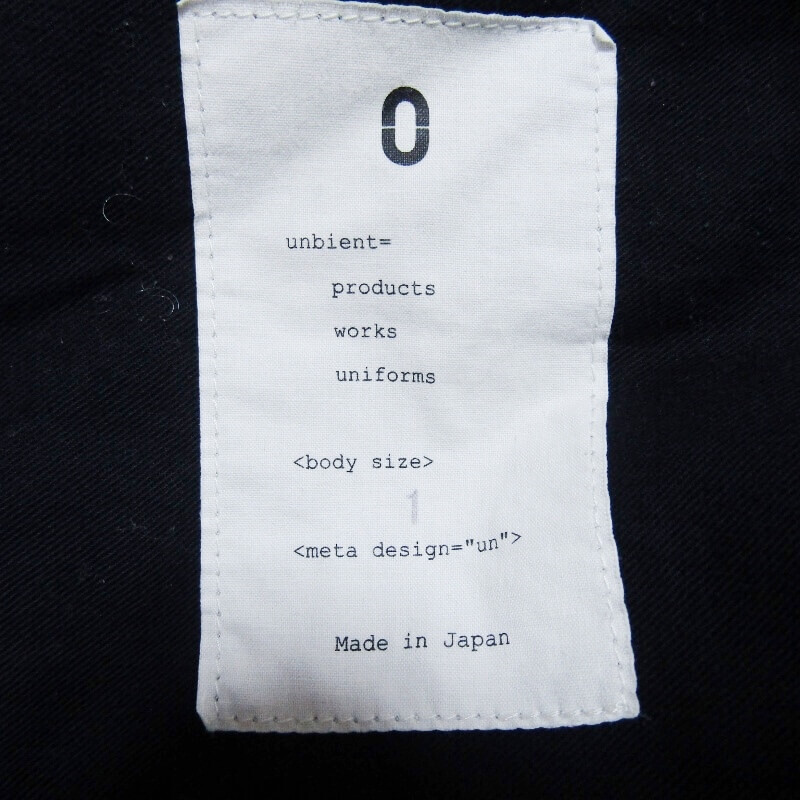 0
unbient=
products
works
uniforms
<body size>
1
<meta design="un">
Made in Japan